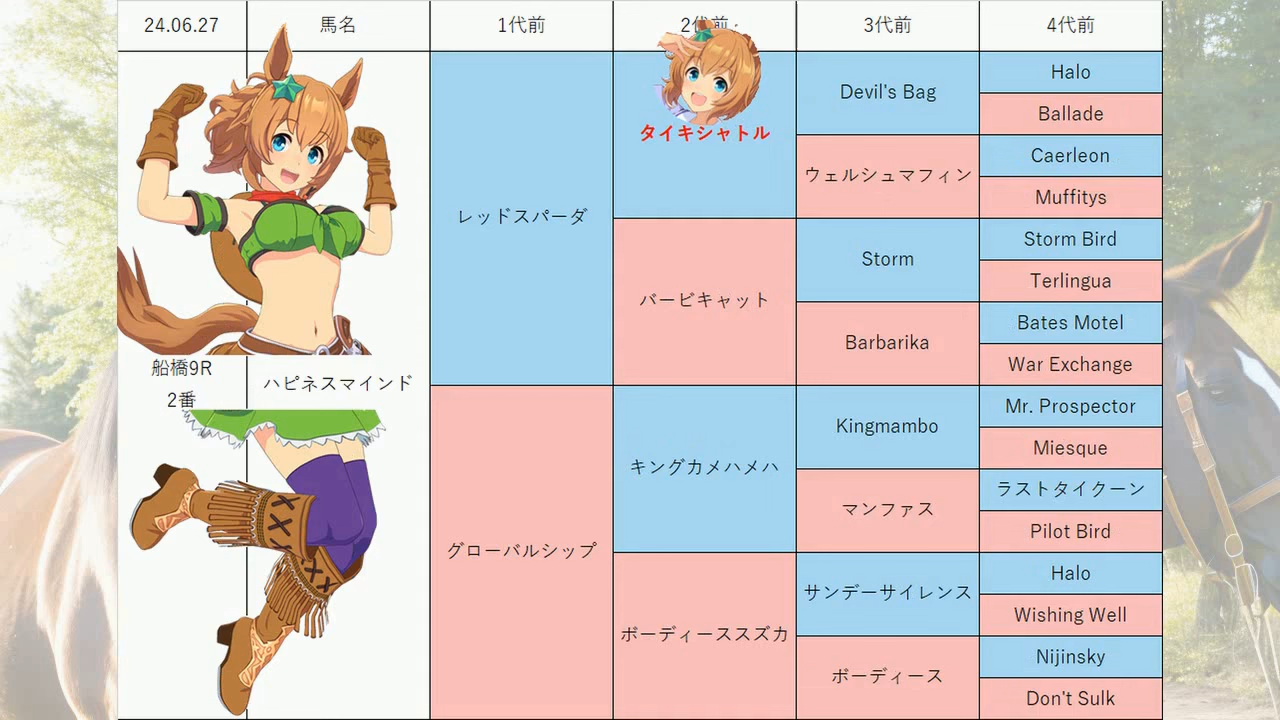 24.06.27
馬名
1代前
2代前
3代前
4代前
船橋9R
2番
ハピネスマインド
レッドスパーダ
タイキシャトル
Devil's Bag
Halo
Ballade
ウェルシュマフィン
Caerleon
Muffitys
バービキャット
Storm
Storm Bird
Terlingua
Barbarika
Bates Motel
War Exchange
グローバルシップ
キングカメハメハ
Kingmambo
Mr. Prospector
Miesque
マンファス
ラストタイクーン
Pilot Bird
ボーディーススズカ
サンデーサイレンス
Halo
Wishing Well
ボーディース
Nijinsky
Don't Sulk